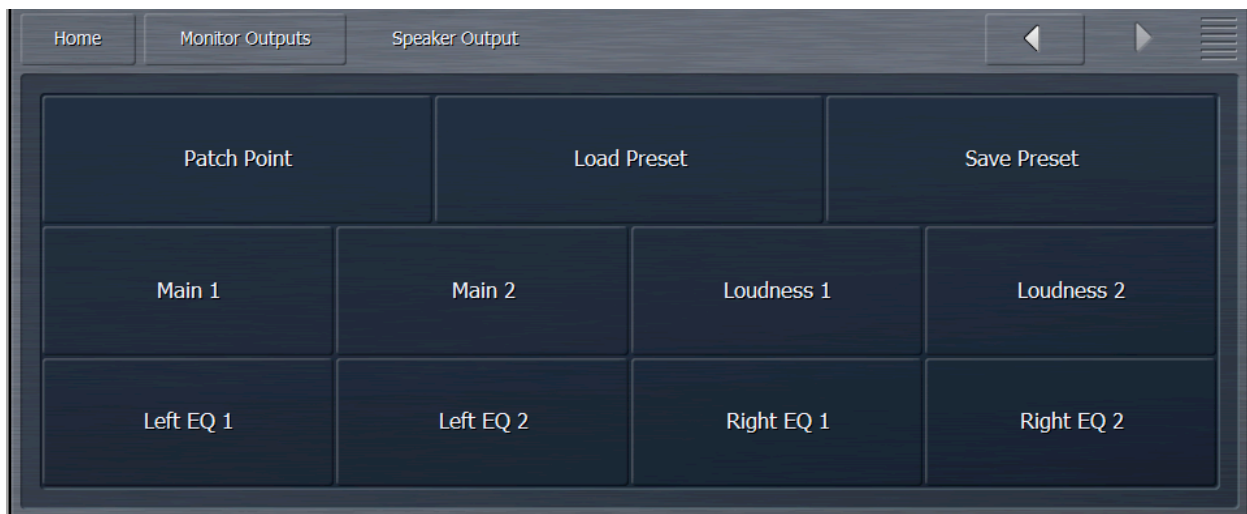 Home Monitor Outputs Speaker Output
Patch Point Load Preset Save Preset
Main 1 Main 2 Loudness 1 Loudness 2
Left EQ 1 Left EQ 2 Right EQ 1 Right EQ 2